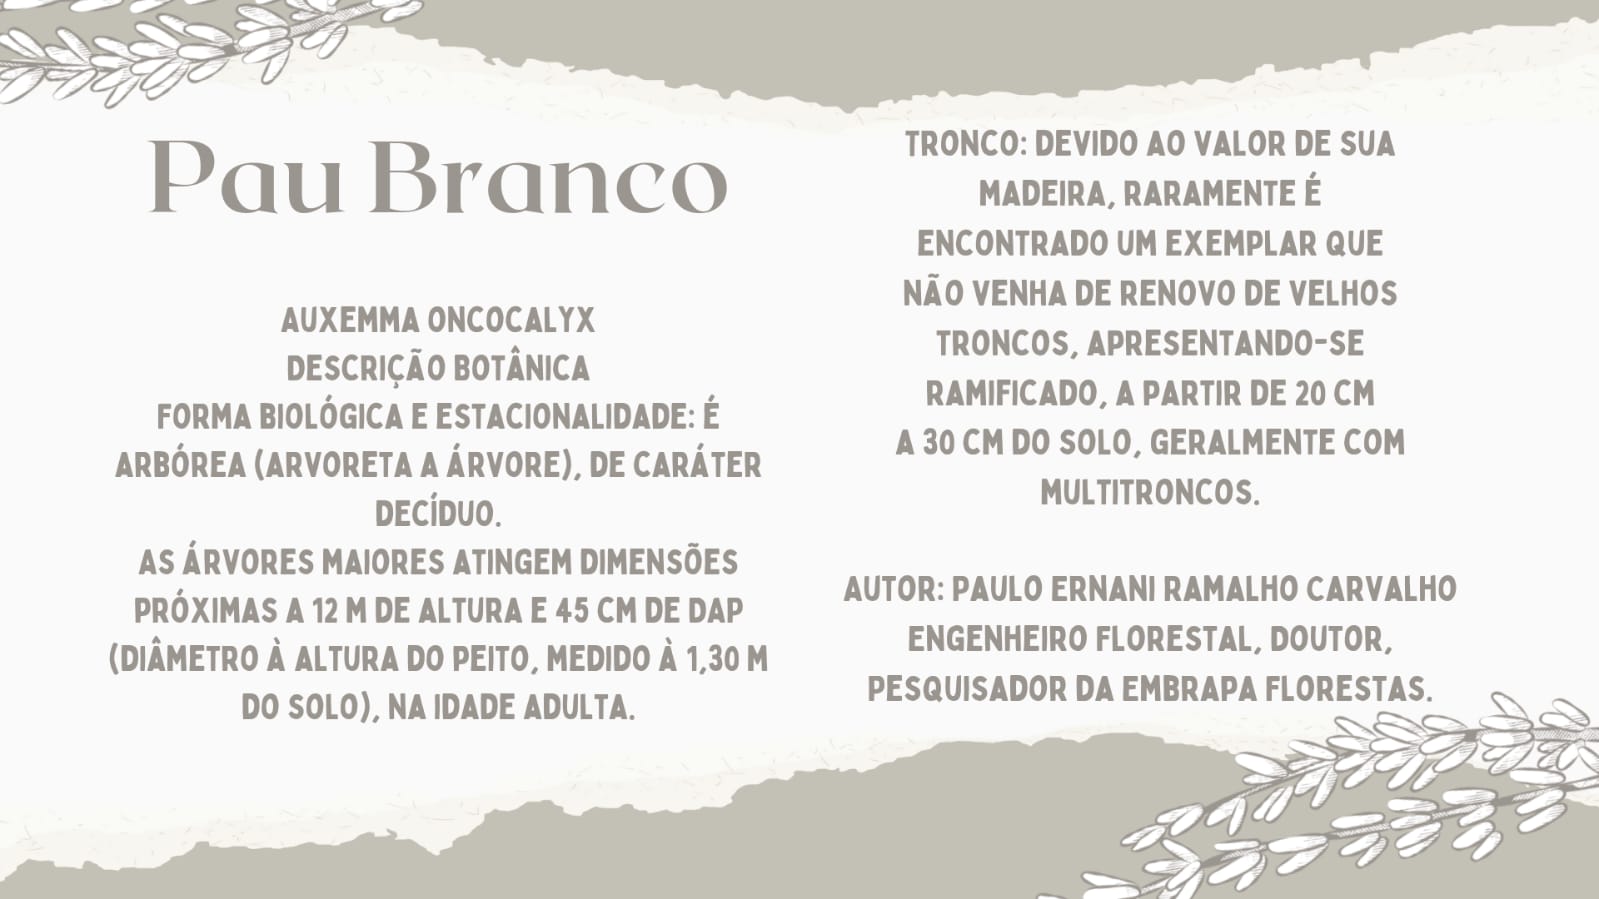 Pau Branco
AUXEMMA ONCOCALYX
DESCRIÇÃO BOTÂNICA
FORMA BIOLÓGICA E ESTACIONALIDADE: É
ARBÓREA (ARVORETA A ÁRVORE), DE CARÁTER
DECÍDUO.
AS ÁRVORES MAIORES ATINGEM DIMENSÕES
PRÓXIMAS A 12 M DE ALTURA E 45 CM DE DAP
(DIÂMETRO À ALTURA DO PEITO, MEDIDO À 1,30 M
DO SOLO), NA IDADE ADULTA.
TRONCO: DEVIDO AO VALOR DE SUA
MADEIRA, RARAMENTE É
ENCONTRADO UM EXEMPLAR QUE
NÃO VENHA DE RENOVO DE VELHOS
TRONCOS, APRESENTANDO-SE
RAMIFICADO, A PARTIR DE 20 CM
A 30 CM DO SOLO, GERALMENTE COM
MULTITRONCOS.
AUTOR: PAULO ERNANI RAMALHO CARVALHO
ENGENHEIRO FLORESTAL, DOUTOR,
PESQUISADOR DA EMBRAPA FLORESTAS.